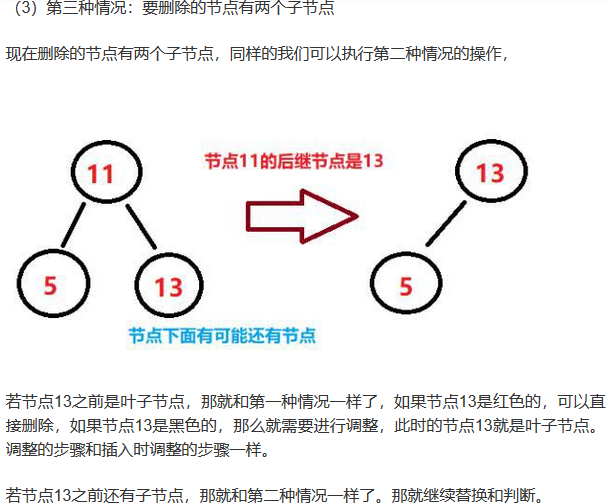 （3）第三种情况：要删除的节点有两个子节点
现在删除的节点有两个子节点，同样的我们可以执行第二种情况的操作，
11
节点11的后继节点是13
13
5
13
5
节点下面有可能还有节点
若节点13之前是叶子节点，那就和第一种情况一样了，如果节点13是红色的，可以直
接删除，如果节点13是黑色的，那么就需要进行调整，此时的节点13就是叶子节点。
调整的步骤和插入时调整的步骤一样。
若节点13之前还有子节点，那就和第二种情况一样了。那就继续替换和判断。